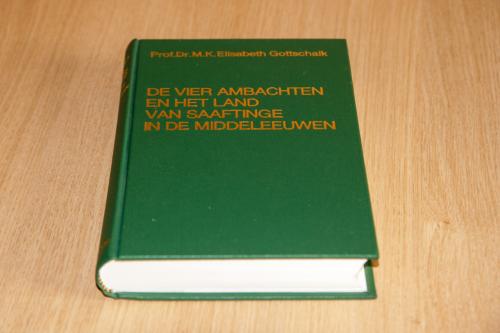 Prof.Dr.M.K.Elisabeth Gottschalk
DE VIER AMBACHTEN
EN HET LAND
VAN SAAFTINGE
IN DE MIDDELEEUWEN